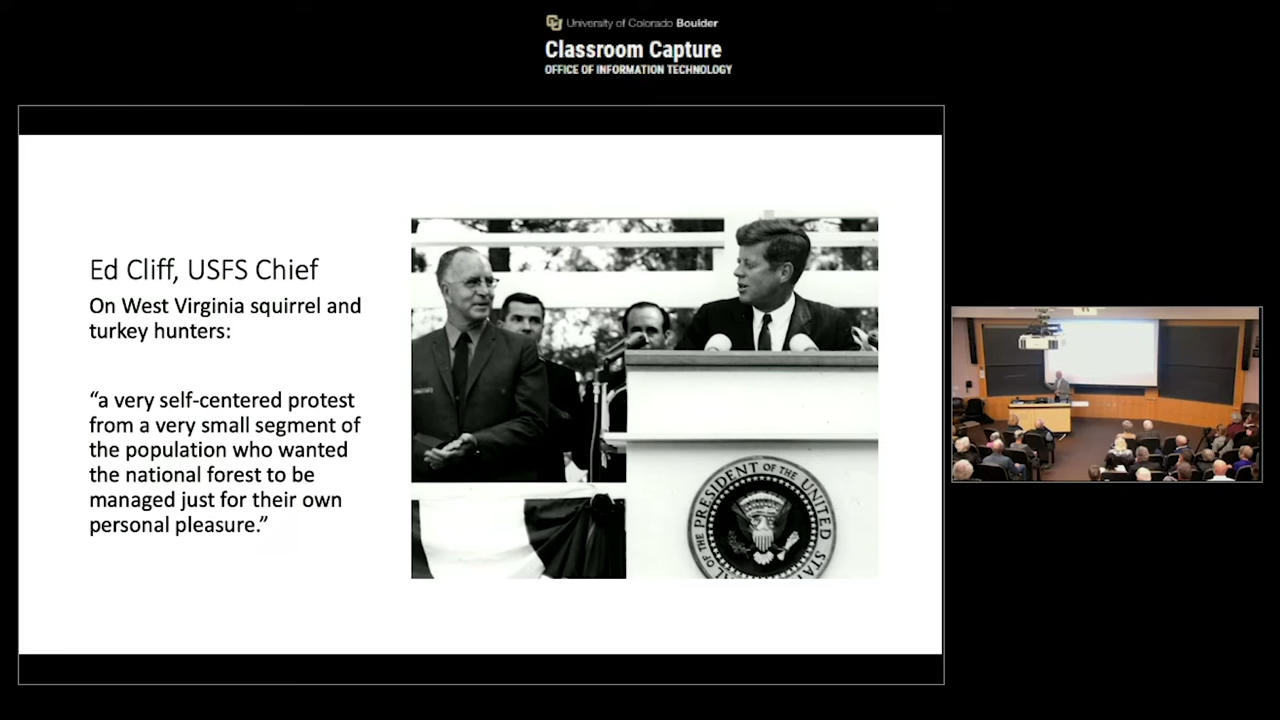 University of Colorado Boulder
Classroom Capture
OFFICE OF INFORMATION TECHNOLOGY
Ed Cliff, USFS Chief
On West Virginia squirrel and
turkey hunters:
“a very self-centered protest
from a very small segment of
the population who wanted
the national forest to be
managed just for their own
personal pleasure.”
PRESIDENT OF THE UNITED STA
OF THE